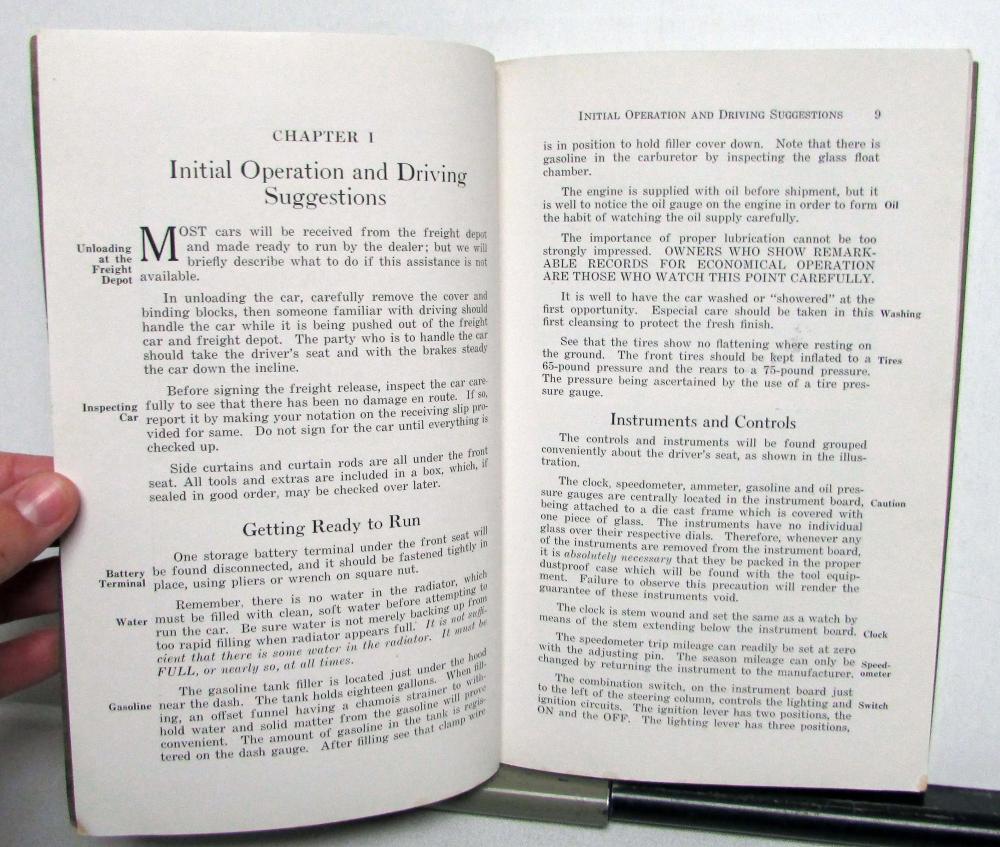 CHAPTER I
Initial Operation and Driving
Suggestions
Unloading
at the
Freight
Depot
MOST cars will be received from the freight depot
and made ready to run by the dealer; but we will
briefly describe what to do if this assistance is not
available.
In unloading the car, carefully remove the cover and
binding blocks, then someone familiar with driving should
handle the car while it is being pushed out of the freight
car and freight depot. The party who is to handle the car
should take the driver's seat and with the brakes steady
the car down the incline.
Inspecting
Car
Before signing the freight release, inspect the car care-
fully to see that there has been no damage en route. If so,
report it by making your notation on the receiving slip pro-
vided for same. Do not sign for the car until everything is
checked up.
Side curtains and curtain rods are all under the front
seat. All tools and extras are included in a box, which, if
sealed in good order, may be checked over later.
Getting Ready to Run
Battery
Terminal
One storage battery terminal under the front seat will
be found disconnected, and it should be fastened tightly in
place, using pliers or wrench on square nut.
Water
Remember, there is no water in the radiator, which
must be filled with clean, soft water before attempting to
run the car. Be sure water is not merely backing up from
too rapid filling when radiator appears full. It is not suffi-
cient that there is some water in the radiator. It must be
FULL, or nearly so, at all times.
Gasoline
The gasoline tank filler is located just under the hood
near the dash. The tank holds eighteen gallons. When fill-
ing, an offset funnel having a chamois strainer to with-
hold water and solid matter from the gasoline will prove
convenient. The amount of gasoline in the tank is regis-
tered on the dash gauge. After filling see that clamp wire
INITIAL OPERATION AND DRIVING SUGGESTIONS 9
is in position to hold filler cover down. Note that there is
gasoline in the carburetor by inspecting the glass float
chamber.
The engine is supplied with oil before shipment, but it
is well to notice the oil gauge on the engine in order to form
the habit of watching the oil supply carefully.
Oil
The importance of proper lubrication cannot be too
strongly impressed. OWNERS WHO SHOW REMARK-
ABLE RECORDS FOR ECONOMICAL OPERATION
ARE THOSE WHO WATCH THIS POINT CAREFULLY.
It is well to have the car washed or "showered" at the
first opportunity. Especial care should be taken in this
first cleansing to protect the fresh finish.
Washing
See that the tires show no flattening where resting on
the ground. The front tires should be kept inflated to a
65-pound pressure and the rears to a 75-pound pressure.
The pressure being ascertained by the use of a tire pres-
sure gauge.
Tires
Instruments and Controls
The controls and instruments will be found grouped
conveniently about the driver's seat, as shown in the illus-
tration.
The clock, speedometer, ammeter, gasoline and oil pres-
sure gauges are centrally located in the instrument board,
being attached to a die cast frame which is covered with
one piece of glass. The instruments have no individual
glass over their respective dials. Therefore, whenever any
of the instruments are removed from the instrument board,
it is absolutely necessary that they be packed in the proper
dustproof case which will be found with the tool equip-
ment. Failure to observe this precaution will render the
guarantee of these instruments void.
Caution
The clock is stem wound and set the same as a watch by
means of the stem extending below the instrument board.
Clock
The speedometer trip mileage can readily be set at zero
with the adjusting pin. The season mileage can only be
changed by returning the instrument to the manufacturer.
Speed-
ometer
The combination switch, on the instrument board just
to the left of the steering column, controls the lighting and
ignition circuits. The ignition lever has two positions, the
ON and the OFF. The lighting lever has three positions,
Switch